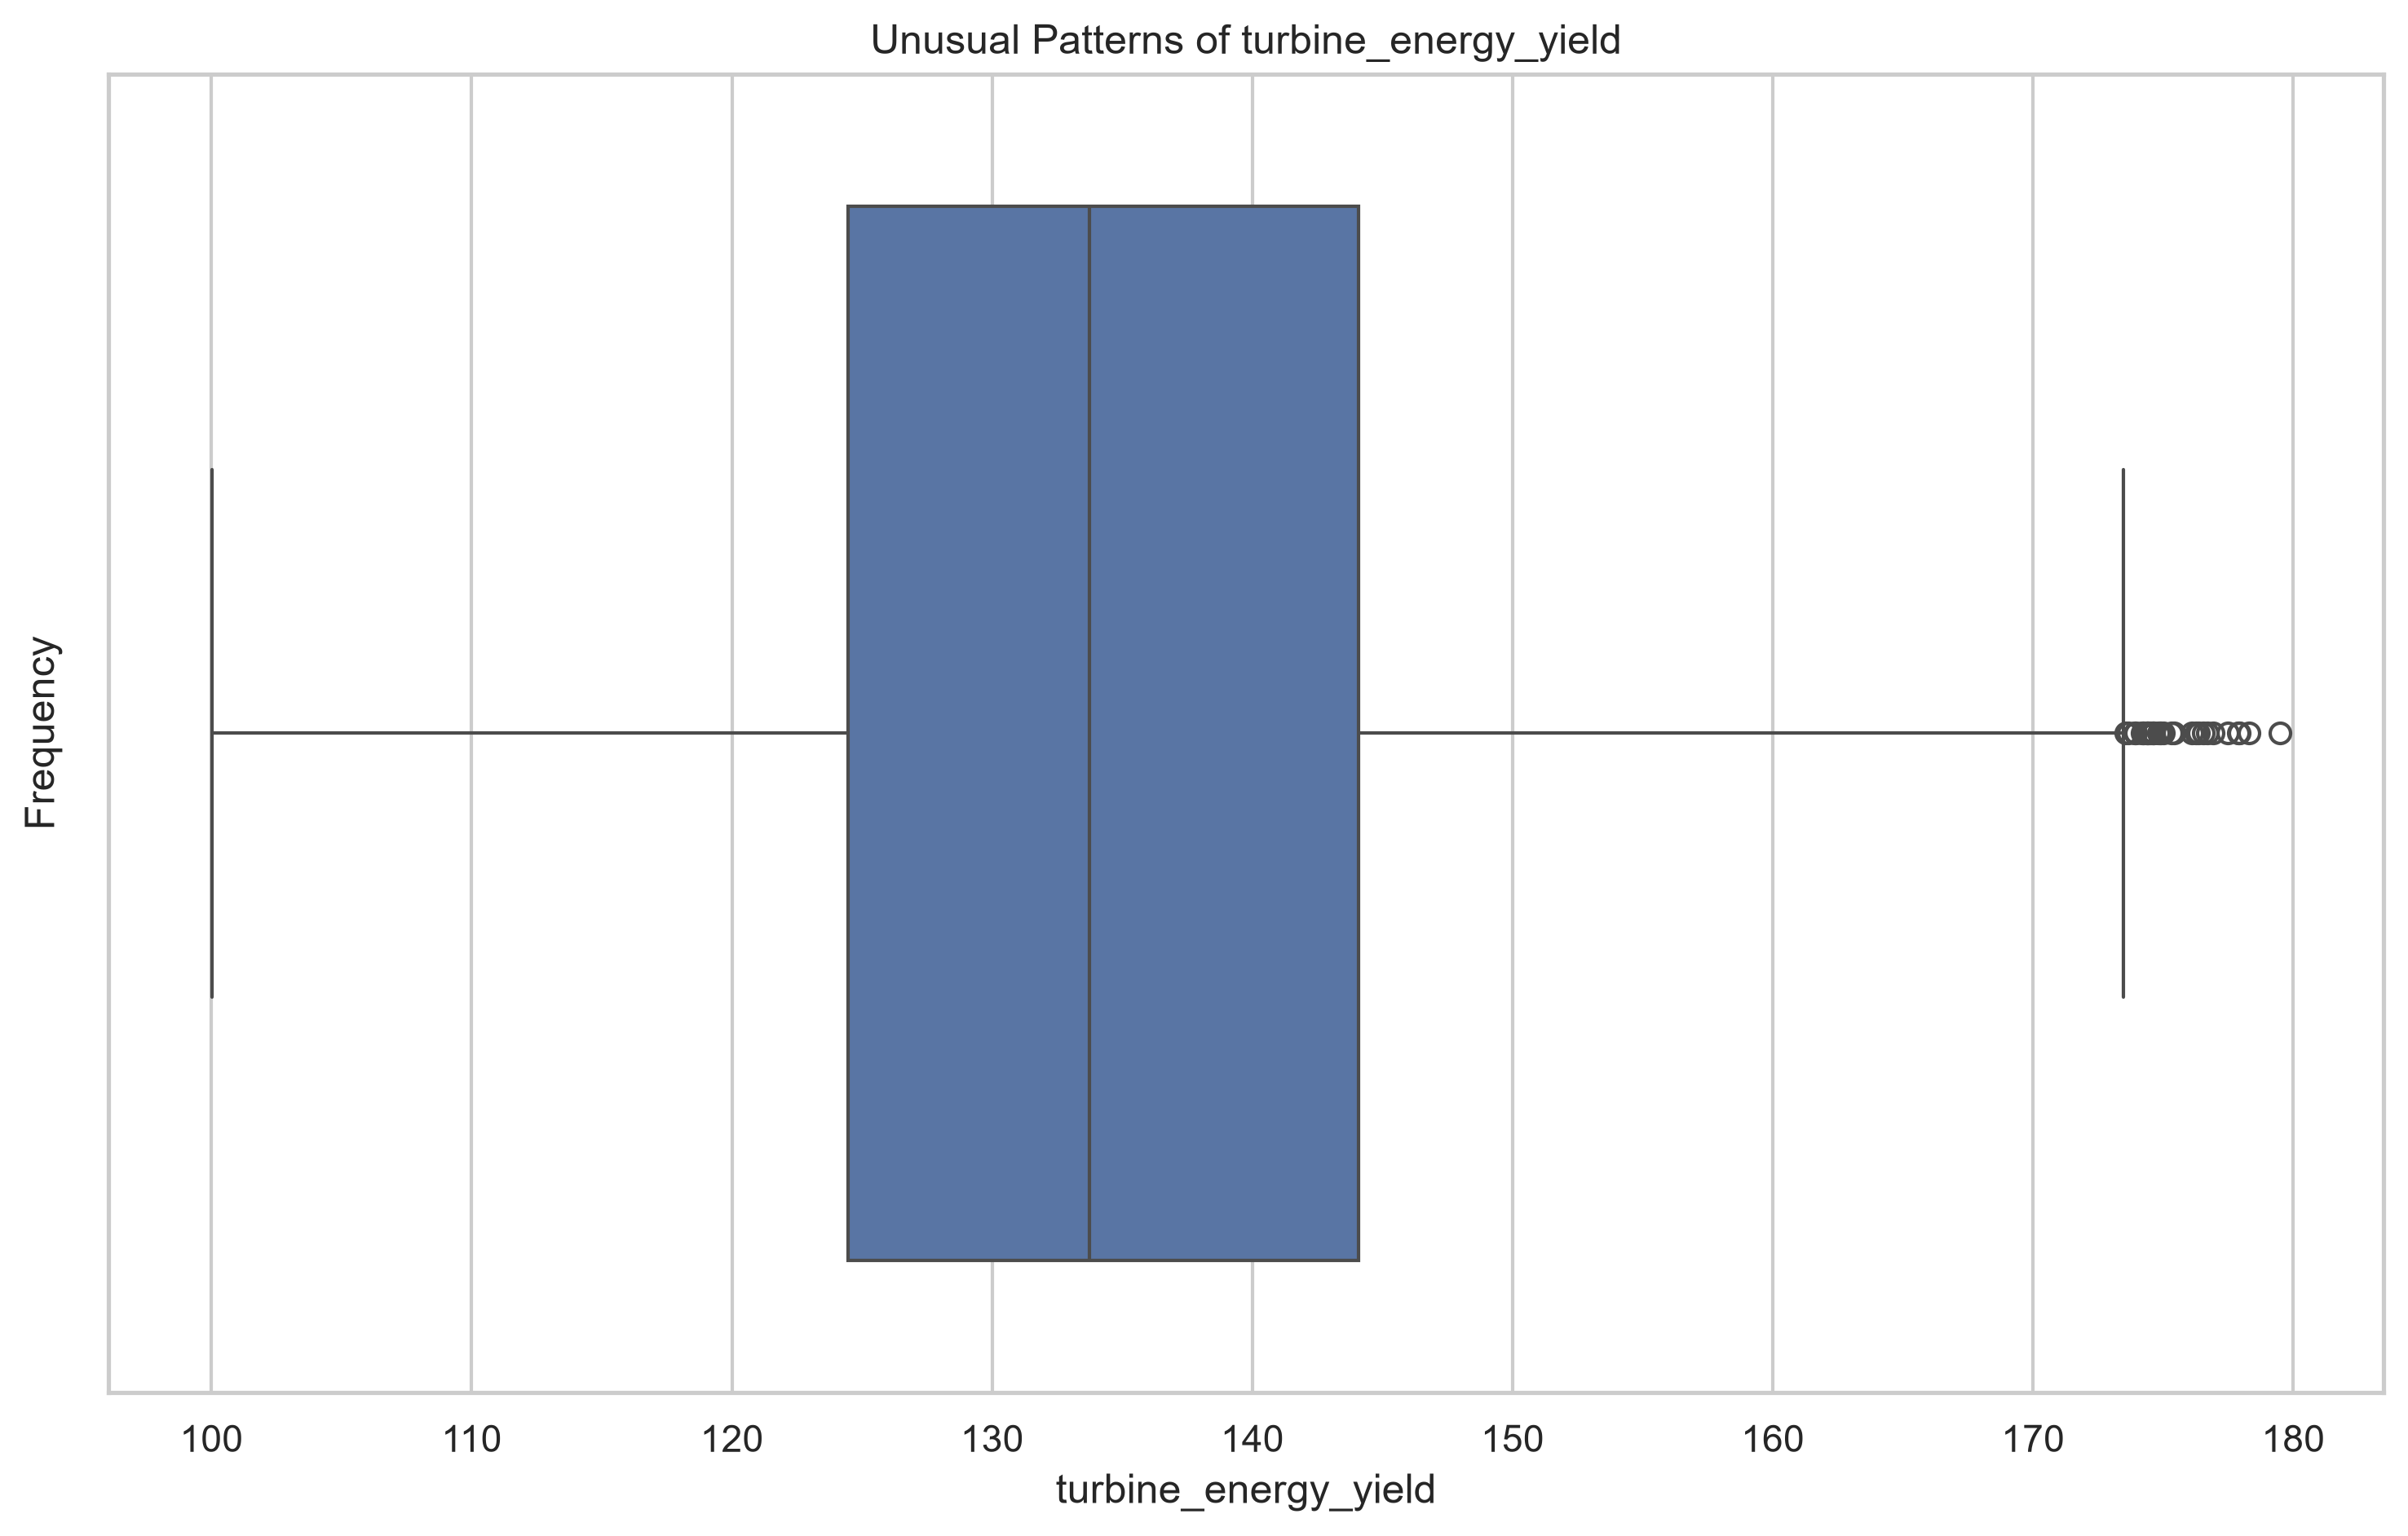 Unusual Patterns of turbine_energy_yield
Frequency
100 110 120 130 140 150 160 170 180
turbine_energy_yield